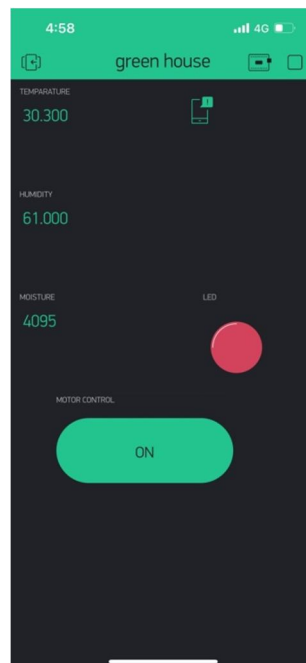 4:58
4G
green house
TEMPARATURE
30.300
!
HUMIDITY
61.000
MOISTURE
LED
4095
MOTOR CONTROL
ON